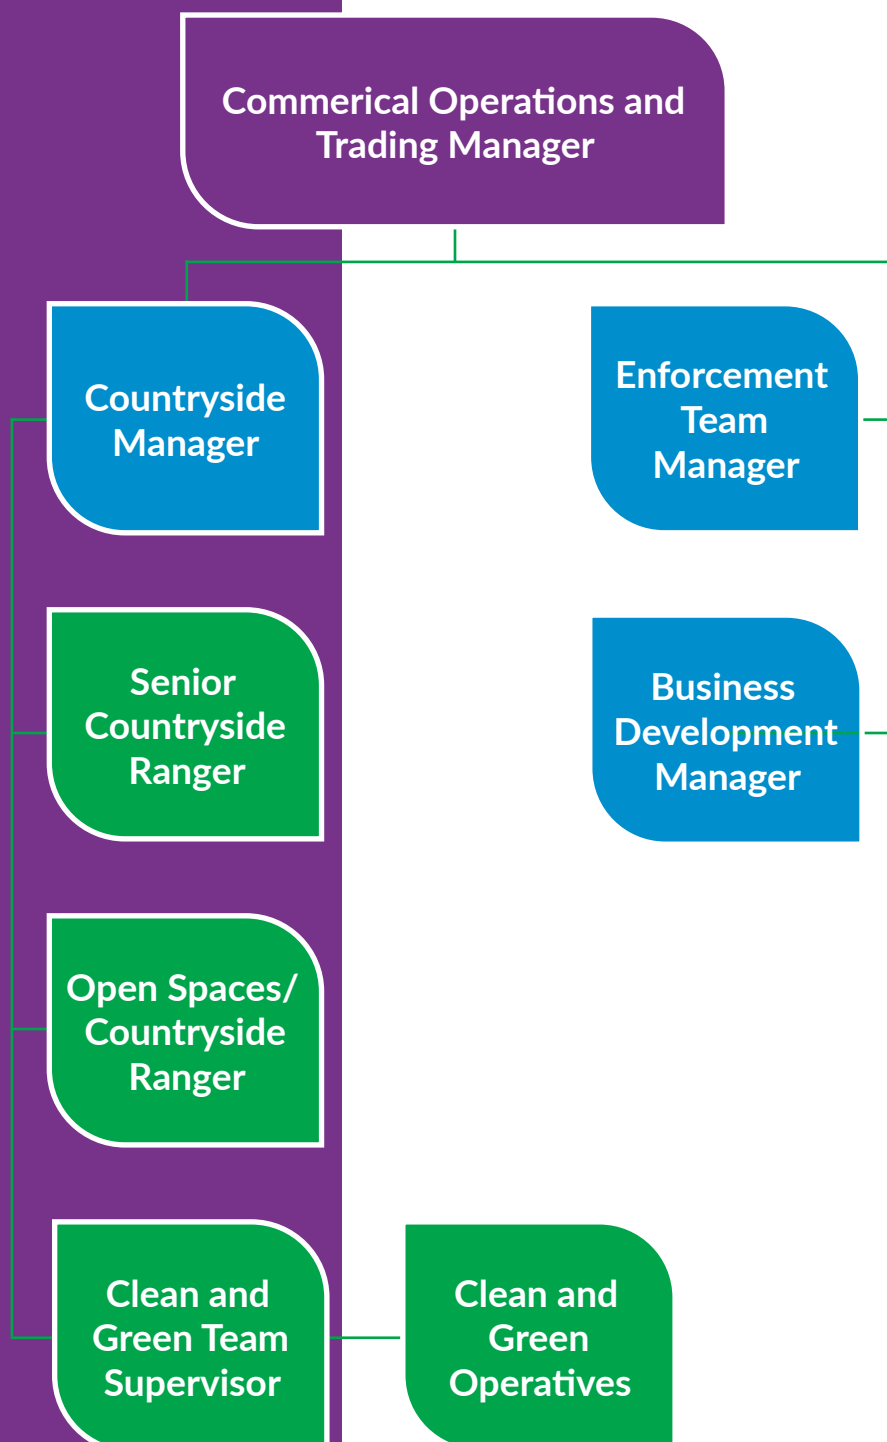 Commerical Operations and
Trading Manager
Countryside
Manager
Enforcement
Team
Manager
Senior
Countryside
Ranger
Business
Development
Manager
Open Spaces/
Countryside
Ranger
Clean and
Green Team
Supervisor
Clean and
Green
Operatives